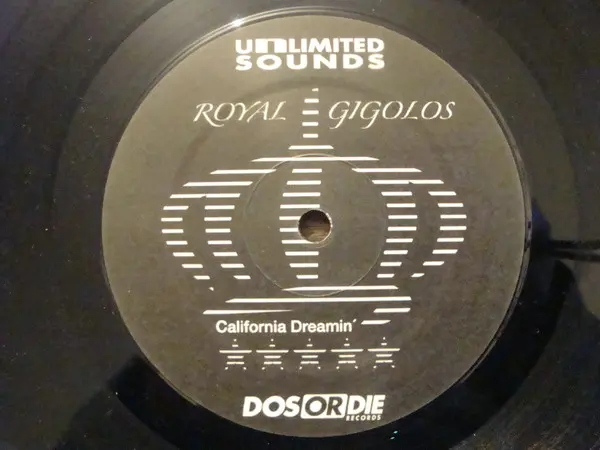 UNLIMITED
SOUNDS
ROYAL GIGOLOS
California Dreamin´
DOS OR DIE
RECORDS